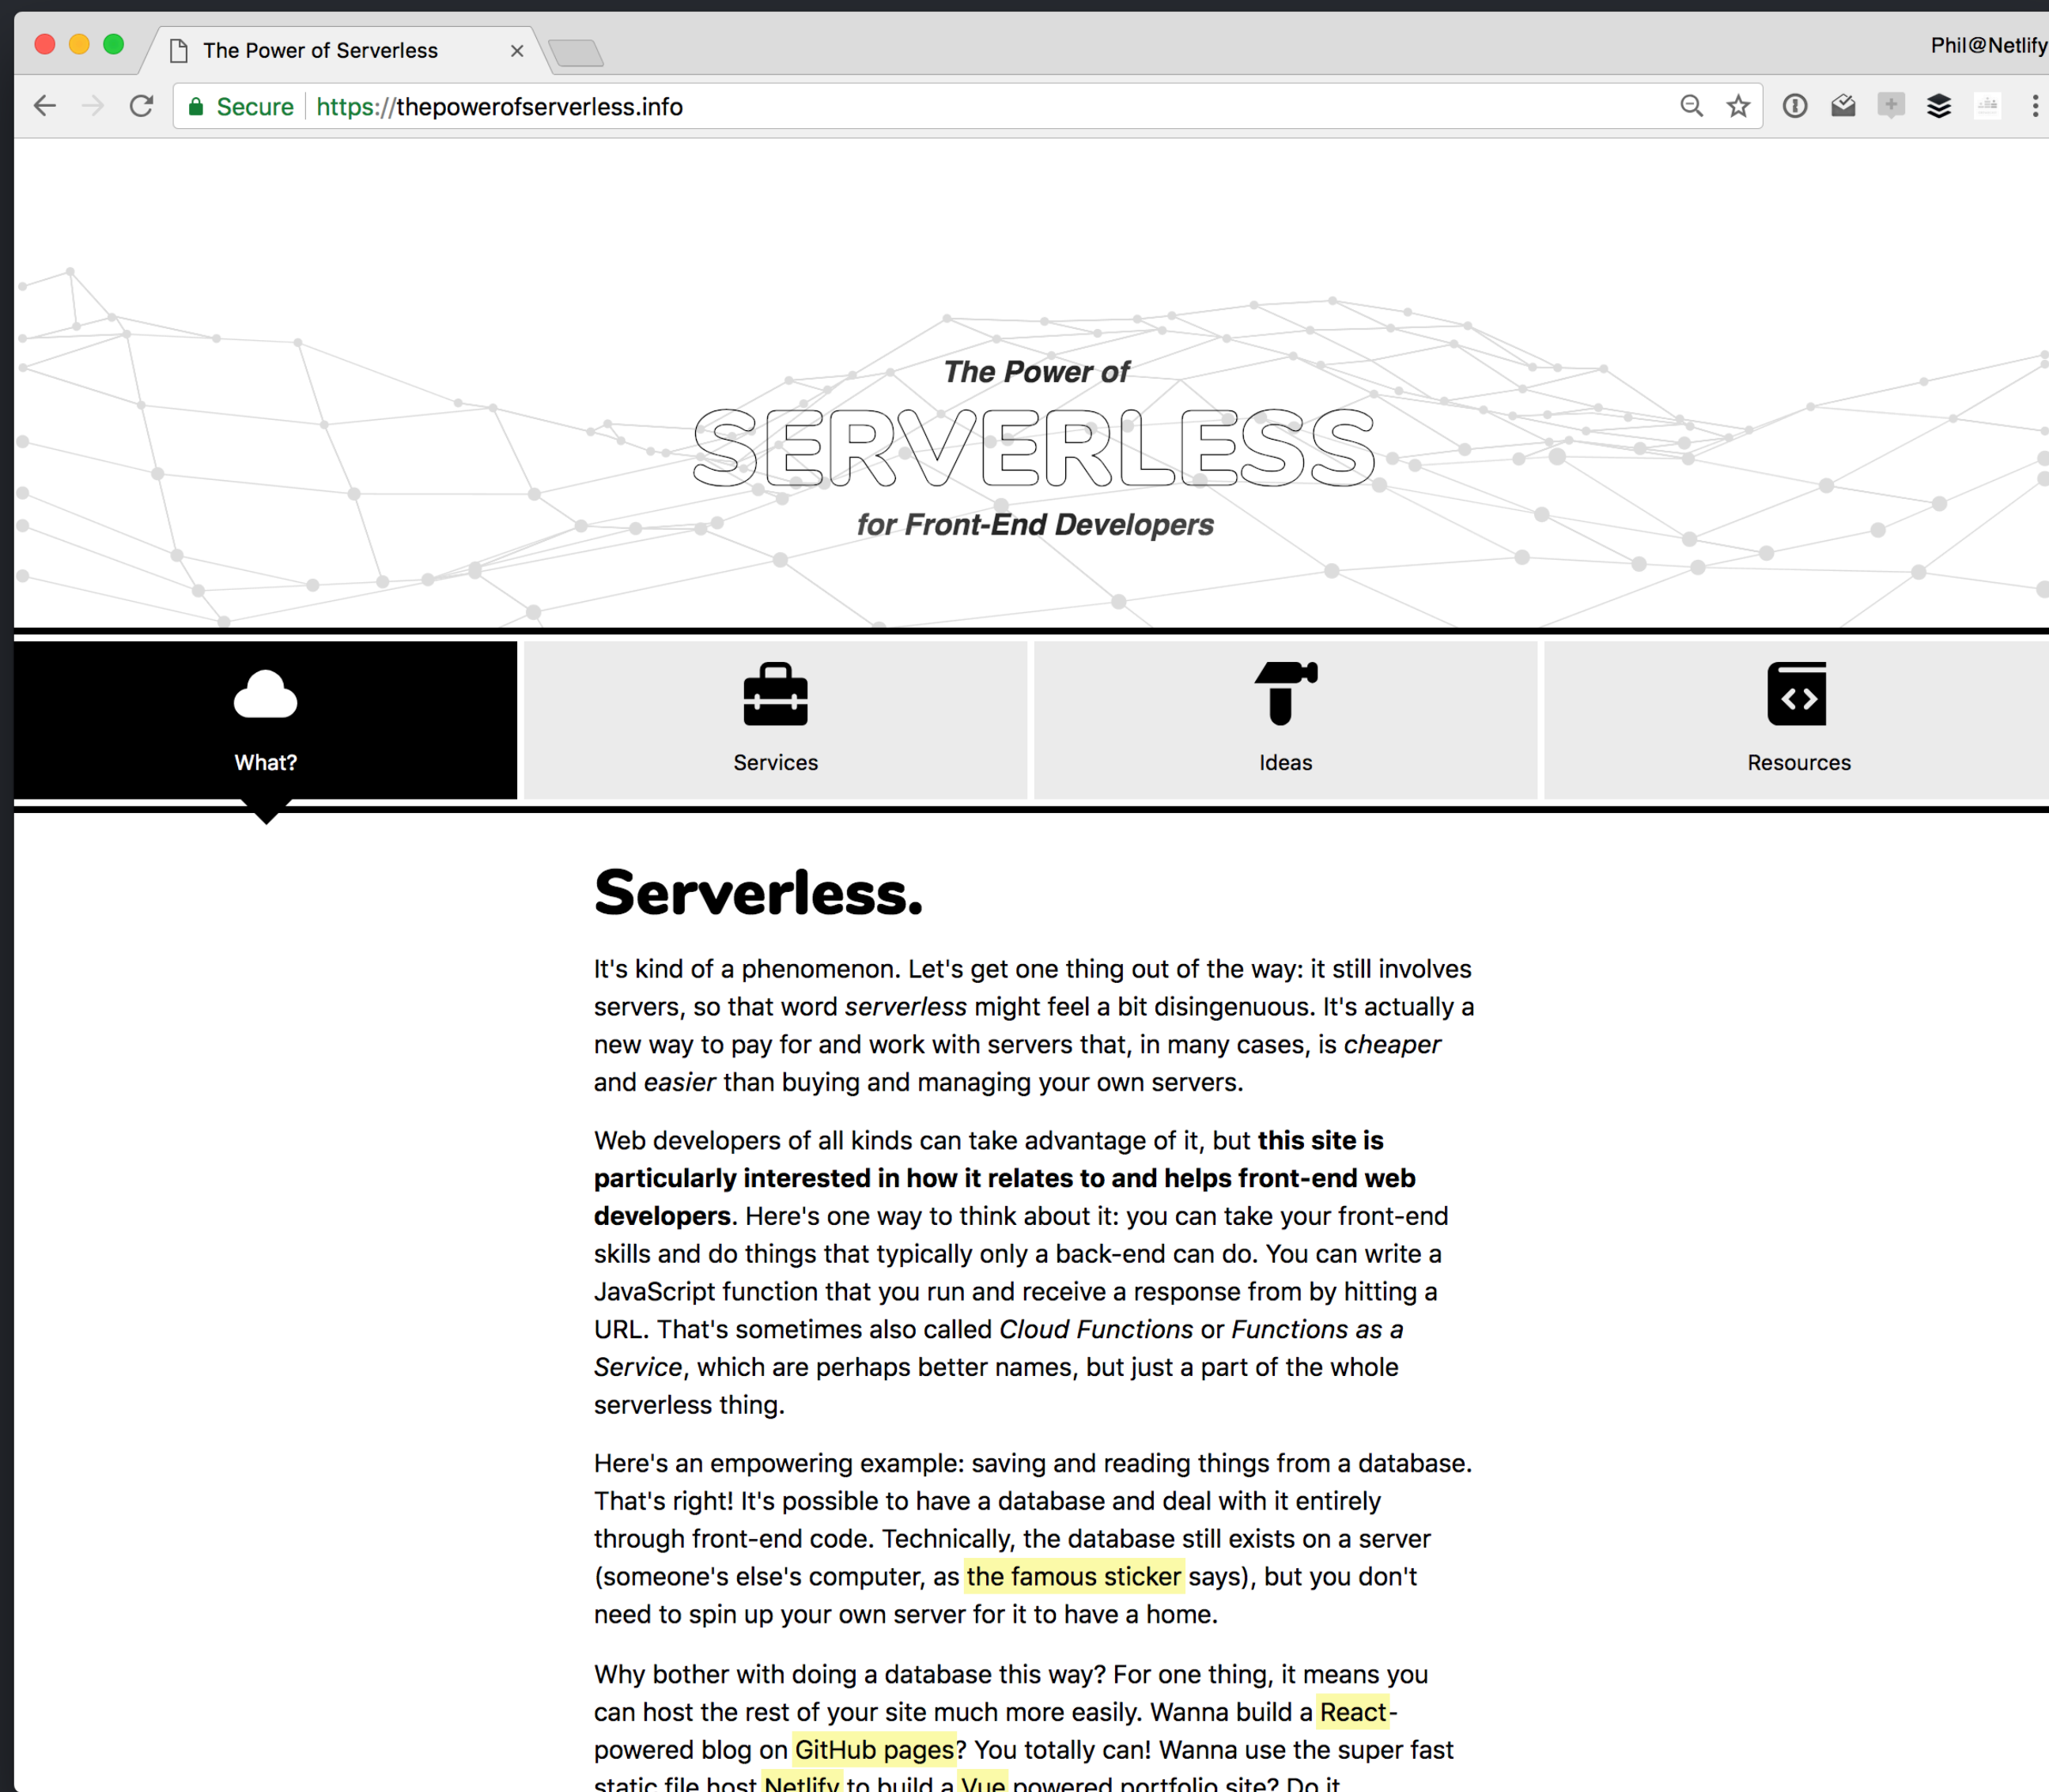 The Power of Serverless
Phil@Netlify
Secure https://thepowerofserverless.info
The Power of
SERVERLESS
for Front-End Developers
What?
Services
Ideas
Resources
Serverless.
It's kind of a phenomenon. Let's get one thing out of the way: it still involves
servers, so that word serverless might feel a bit disingenuous. It's actually a
new way to pay for and work with servers that, in many cases, is cheaper
and easier than buying and managing your own servers.
Web developers of all kinds can take advantage of it, but this site is
particularly interested in how it relates to and helps front-end web
developers. Here's one way to think about it: you can take your front-end
skills and do things that typically only a back-end can do. You can write a
JavaScript function that you run and receive a response from by hitting a
URL. That's sometimes also called Cloud Functions or Functions as a
Service, which are perhaps better names, but just a part of the whole
serverless thing.
Here's an empowering example: saving and reading things from a database.
That's right! It's possible to have a database and deal with it entirely
through front-end code. Technically, the database still exists on a server
(someone's else's computer, as the famous sticker says), but you don't
need to spin up your own server for it to have a home.
Why bother with doing a database this way? For one thing, it means you
can host the rest of your site much more easily. Wanna build a React-
powered blog on GitHub pages? You totally can! Wanna use the super fast
static file host Netlify to build a Vue powered portfolio site? Do it.